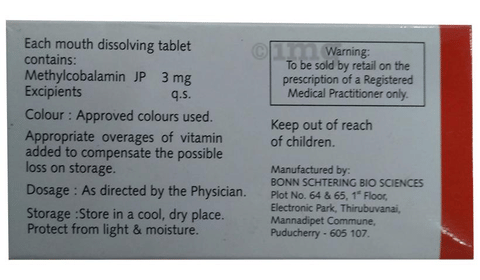 Each mouth dissolving tablet
contains:
Methylcobalamin JP 3 mg
Excipients q.s.
Colour : Approved colours used.
Appropriate overages of vitamin
added to compensate the possible
loss on storage.
Dosage : As directed by the Physician.
Storage :Store in a cool, dry place.
Protect from light & moisture.
Warning:
To be sold by retail on the
prescription of a Registered
Medical Practitioner only.
Keep out of reach
of children.
Manufactured by:
BONN SCHTERING BIO SCIENCES
Plot No. 64 & 65, 1st Floor,
Electronic Park, Thirubuvanai,
Mannadipet Commune,
Puducherry - 605 107.